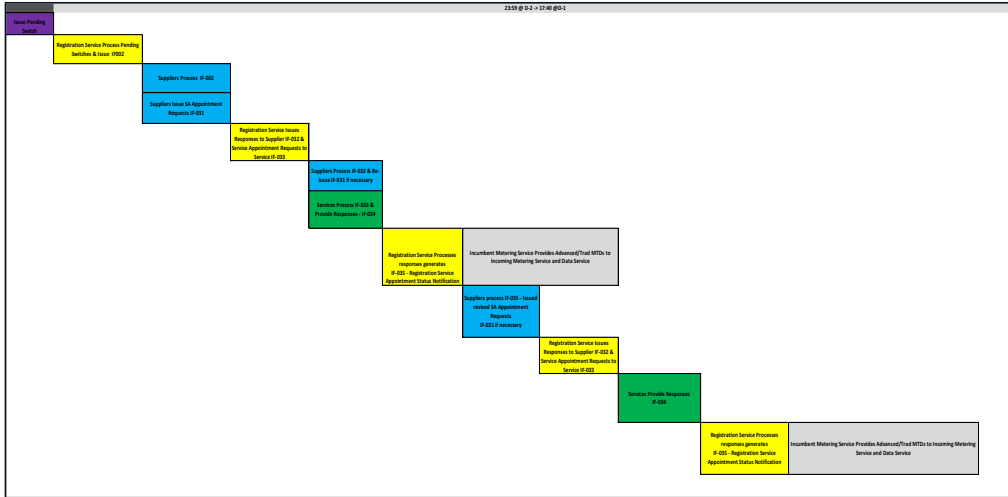 23:59 @ D-2 -> 17:40 @D-1
Issue Pending
Switch
Registration Service Process Pending
Switches & Issue IF002
Suppliers Process IF-002
Suppliers Issue SA Appointment
Requests IF-031
Registration Service Issues
Responses to Supplier IF-032 &
Service Appointment Requests to
Service IF-033
Suppliers Process IF-032 & Re-
issue IF-031 if necessary
Services Process IF-033 &
Provide Responses - IF-034
Registration Service Processes
responses generates
IF-035 - Registration Service
Appointment Status Notification
Incumbent Metering Service Provides Advanced/Trad MTDs to
Incoming Metering Service and Data Service
Suppliers process IF-035 - Issued
revised SA Appointment
Requests
IF-031 if necessary
Registration Service Issues
Responses to Supplier IF-032 &
Service Appointment Requests to
Service IF-033
Services Provide Responses
IF-034
Registration Service Processes
responses generates
IF-035 - Registration Service
Appointment Status Notification
Incumbent Metering Service Provides Advanced/Trad MTDs to Incoming Metering
Service and Data Service